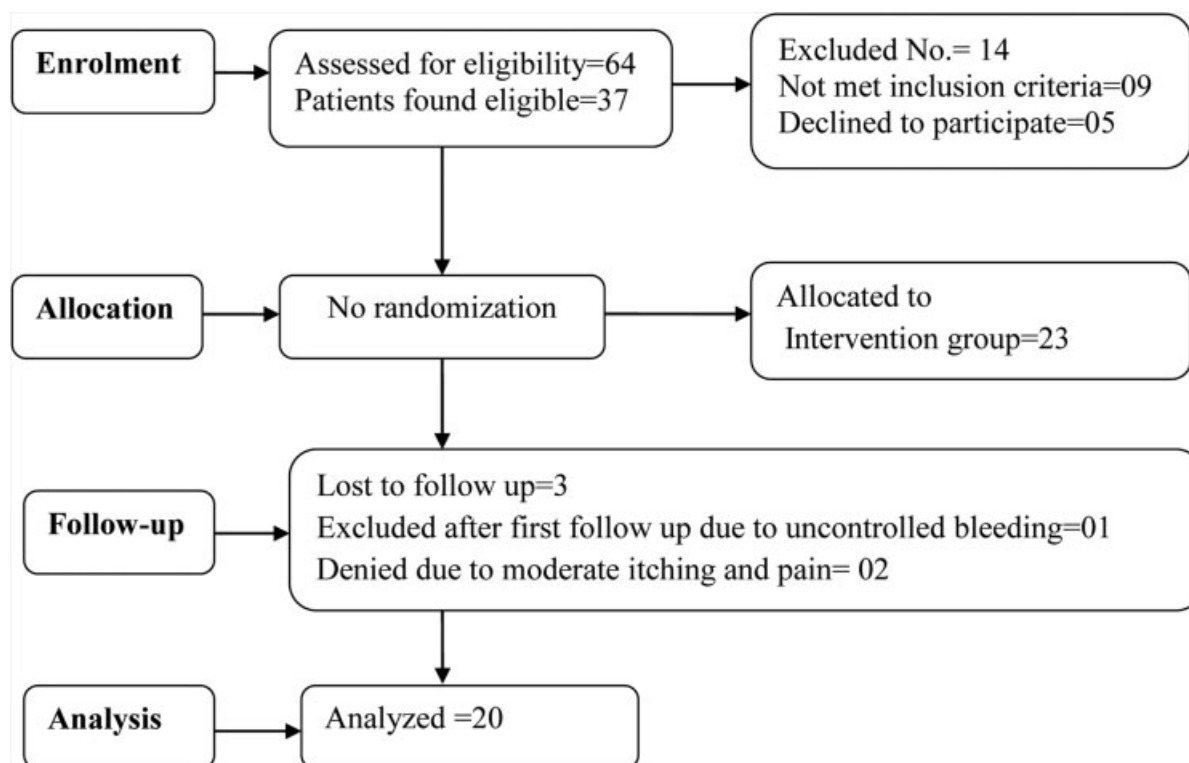 Enrolment
Assessed for eligibility=64
Patients found eligible=37
Excluded No.= 14
Not met inclusion criteria=09
Declined to participate=05
Allocation
No randomization
Allocated to
Intervention group=23
Follow-up
Lost to follow up=3
Excluded after first follow up due to uncontrolled bleeding=01
Denied due to moderate itching and pain= 02
Analysis
Analyzed =20